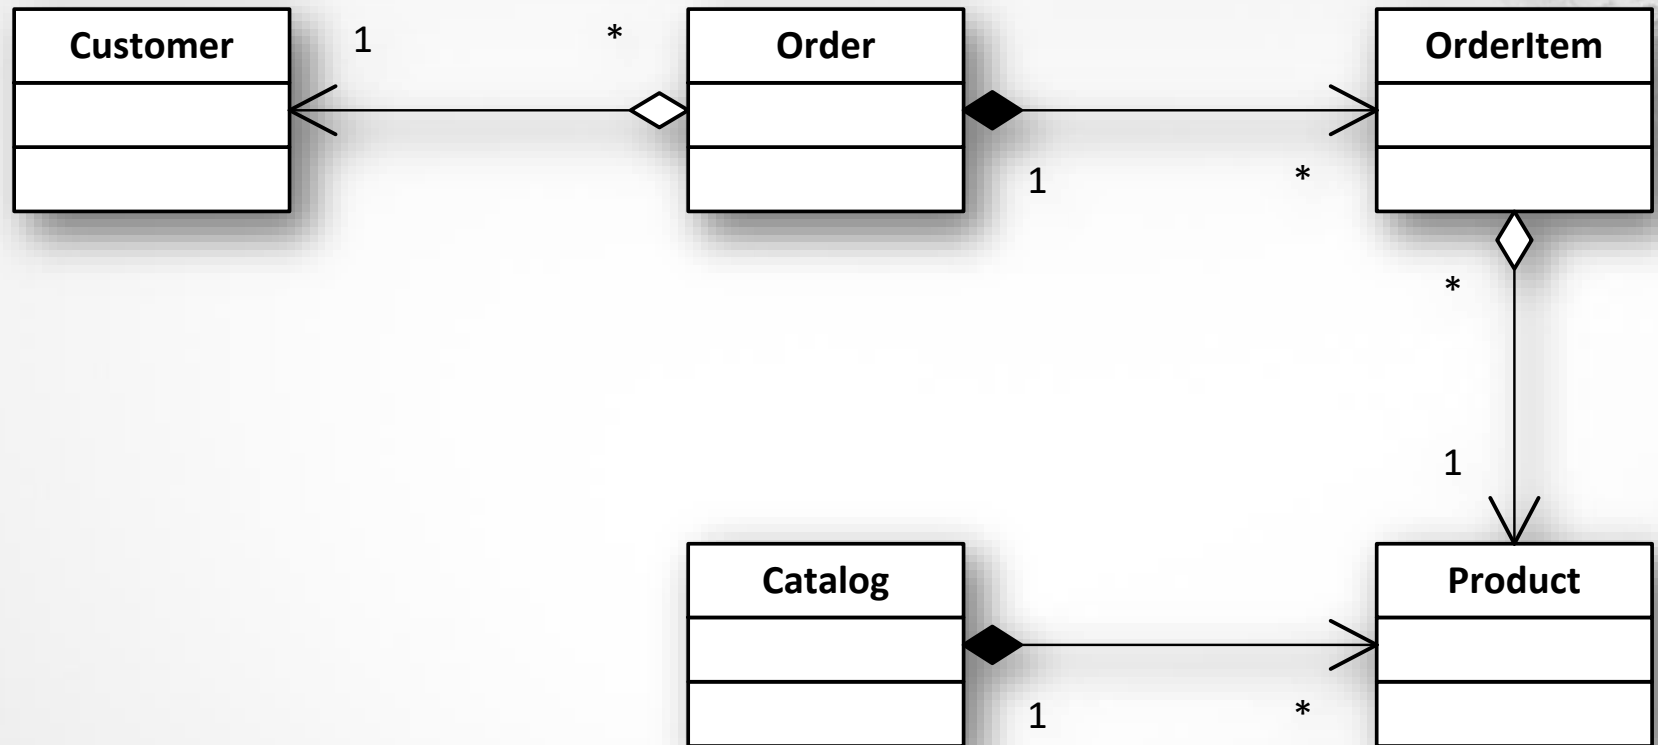 Customer
1
*
Order
OrderItem
1
*
*
1
Catalog
Product
1
*